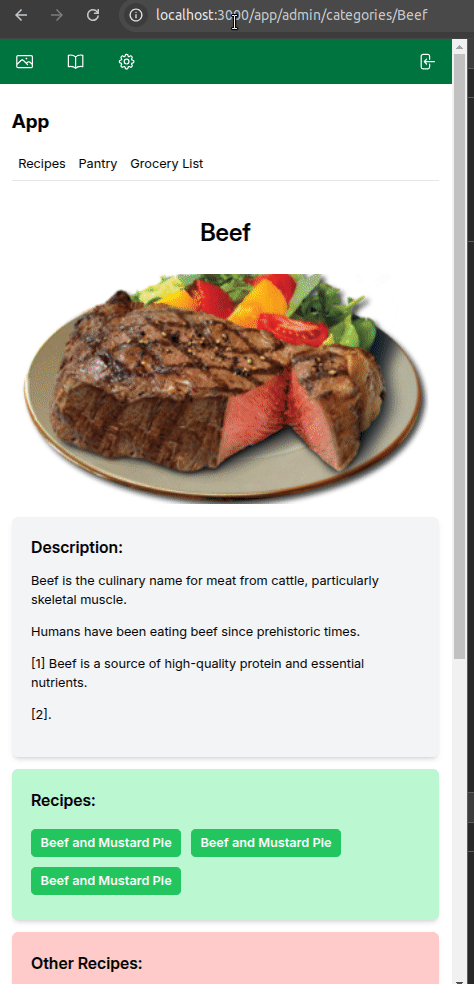 localhost:3000/app/admin/categories/Beef
App
Recipes Pantry Grocery List
Beef
Description:
Beef is the culinary name for meat from cattle, particularly
skeletal muscle.
Humans have been eating beef since prehistoric times.
[1] Beef is a source of high-quality protein and essential
nutrients.
[2].
Recipes:
Beef and Mustard Pie Beef and Mustard Pie
Beef and Mustard Pie
Other Recipes: